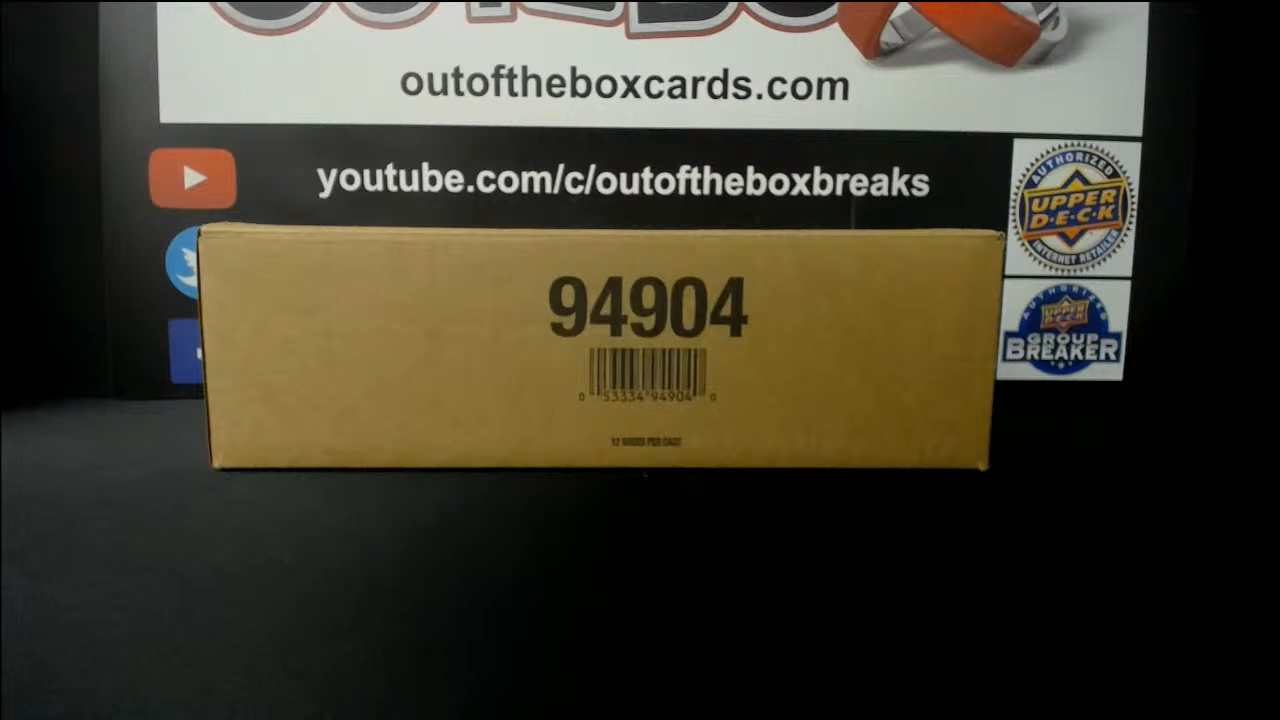 outoftheboxcards.com
youtube.com/c/outoftheboxbreaks
AUTHORIZED
UPPER
D·E·C·K
INTERNET RETAILER
94904
0 53334 94904 0
12 BOXES PER CASE
AUTHORIZED
UPPER
DECK
GROUP
BREAKER